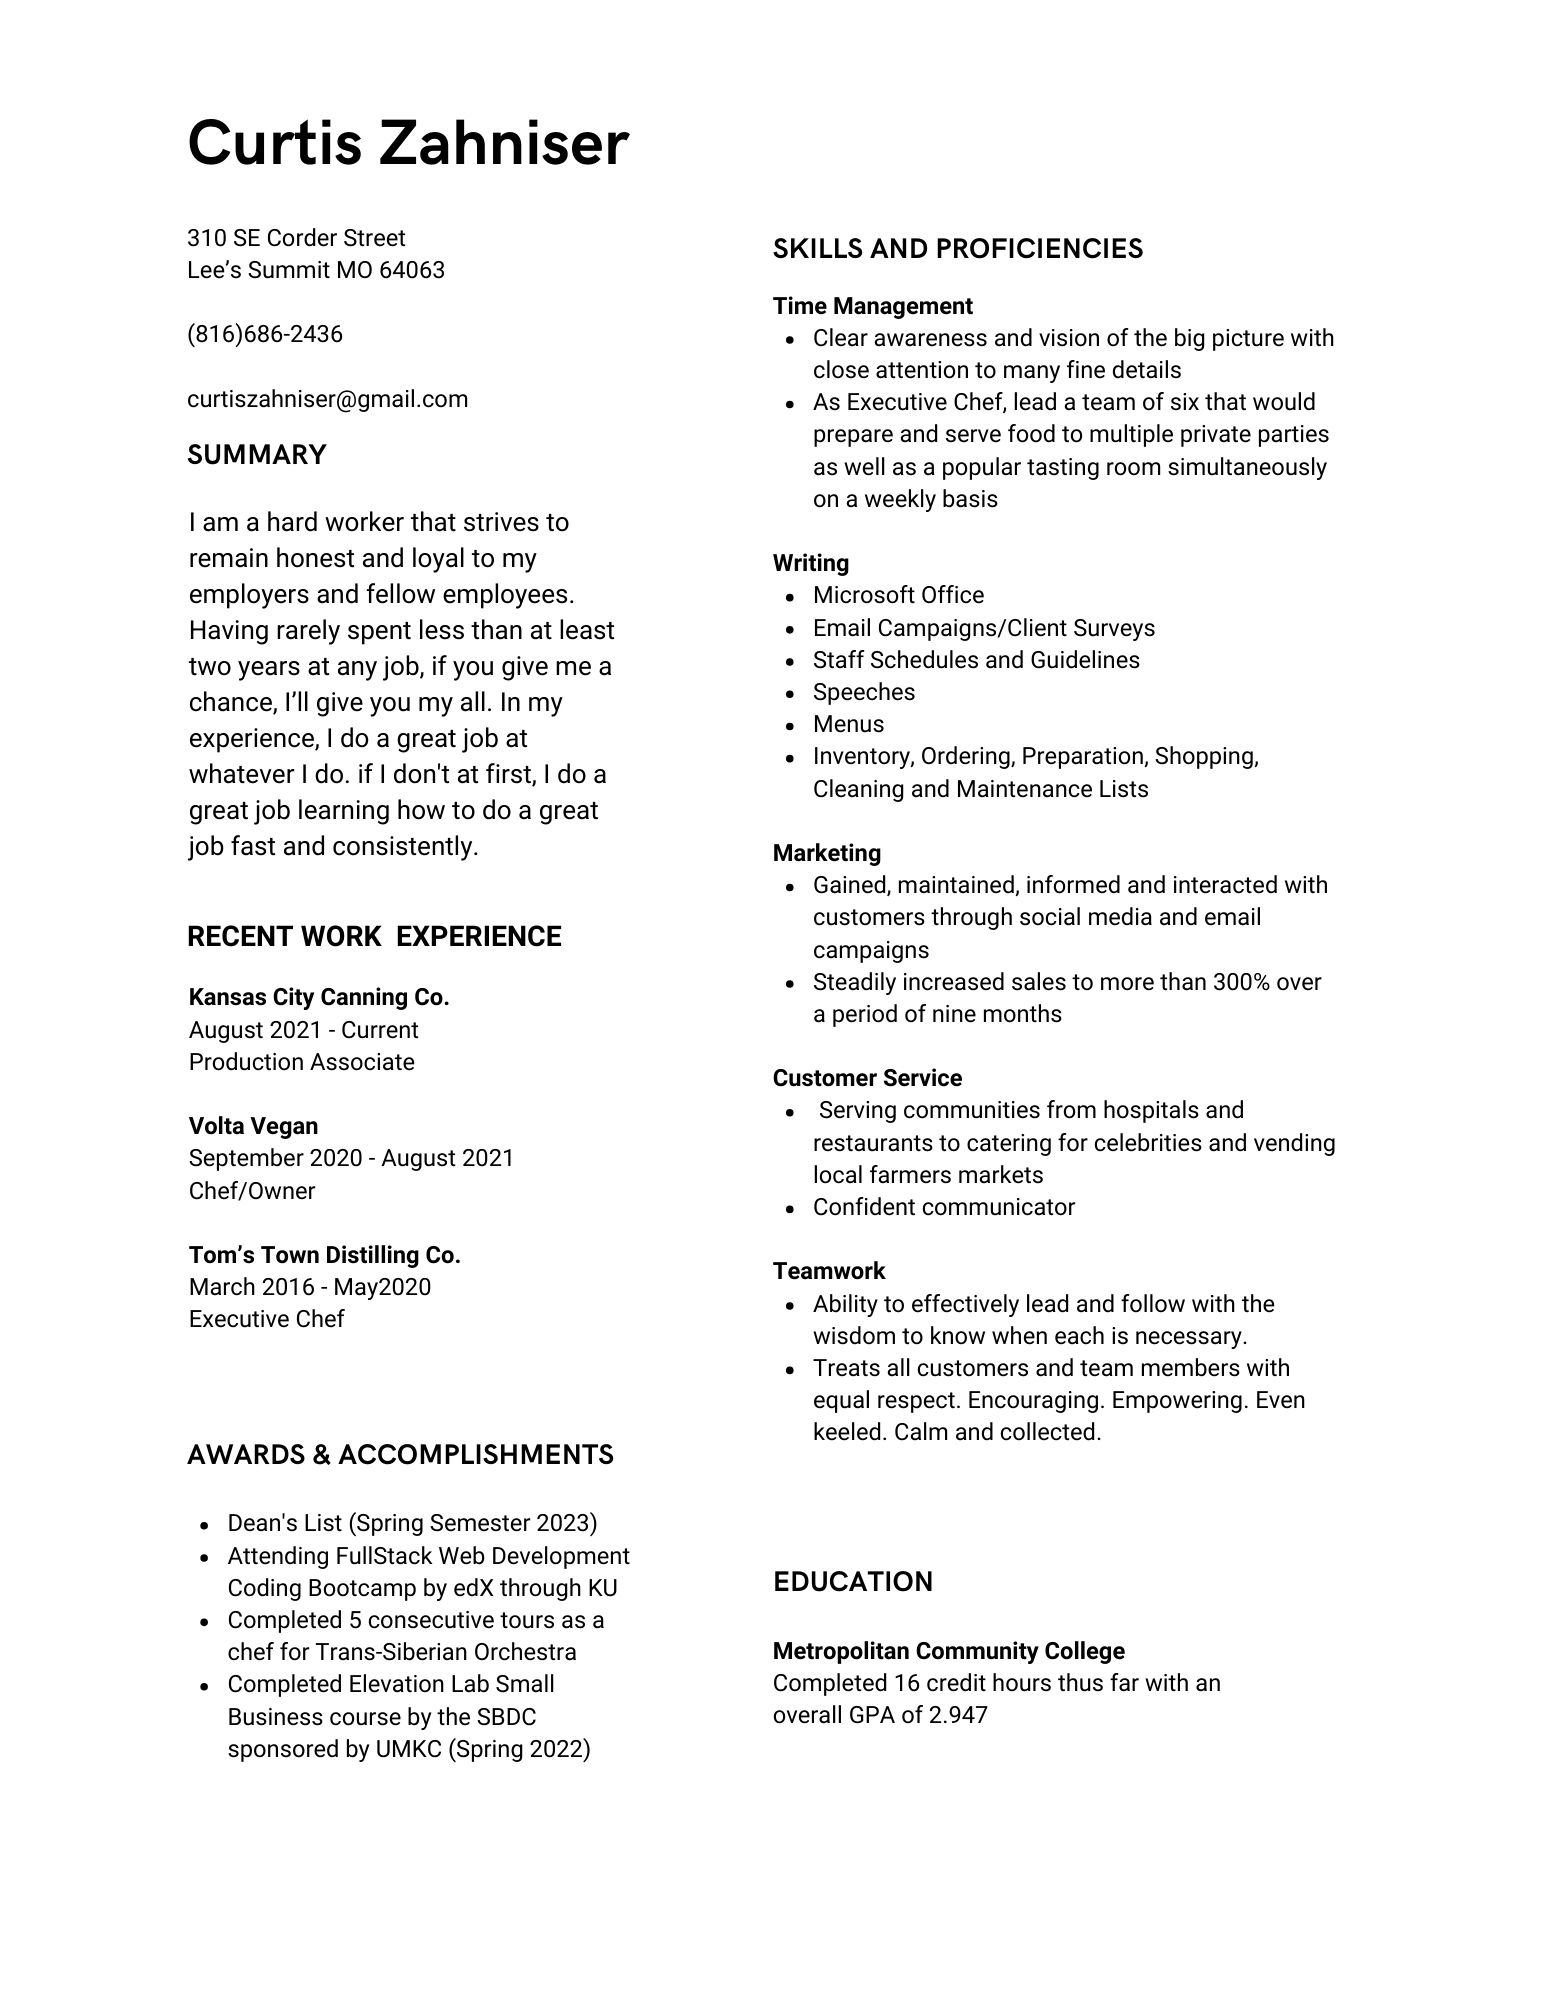 Curtis Zahniser
310 SE Corder Street
Lee’s Summit MO 64063
(816)686-2436
curtiszahniser@gmail.com
SUMMARY
I am a hard worker that strives to
remain honest and loyal to my
employers and fellow employees.
Having rarely spent less than at least
two years at any job, if you give me a
chance, I’ll give you my all. In my
experience, I do a great job at
whatever I do. if I don't at first, I do a
great job learning how to do a great
job fast and consistently.
RECENT WORK  EXPERIENCE
Kansas City Canning Co.
August 2021 - Current
Production Associate
Volta Vegan
September 2020 - August 2021
Chef/Owner
Tom’s Town Distilling Co.
March 2016 - May2020
Executive Chef
AWARDS & ACCOMPLISHMENTS
• Dean's List (Spring Semester 2023)
• Attending FullStack Web Development
Coding Bootcamp by edX through KU
• Completed 5 consecutive tours as a
chef for Trans-Siberian Orchestra
• Completed Elevation Lab Small
Business course by the SBDC
sponsored by UMKC (Spring 2022)
SKILLS AND PROFICIENCIES
Time Management
• Clear awareness and vision of the big picture with
close attention to many fine details
• As Executive Chef, lead a team of six that would
prepare and serve food to multiple private parties
as well as a popular tasting room simultaneously
on a weekly basis
Writing
• Microsoft Office
• Email Campaigns/Client Surveys
• Staff Schedules and Guidelines
• Speeches
• Menus
• Inventory, Ordering, Preparation, Shopping,
Cleaning and Maintenance Lists
Marketing
• Gained, maintained, informed and interacted with
customers through social media and email
campaigns
• Steadily increased sales to more than 300% over
a period of nine months
Customer Service
• Serving communities from hospitals and
restaurants to catering for celebrities and vending
local farmers markets
• Confident communicator
Teamwork
• Ability to effectively lead and follow with the
wisdom to know when each is necessary.
• Treats all customers and team members with
equal respect. Encouraging. Empowering. Even
keeled. Calm and collected.
EDUCATION
Metropolitan Community College
Completed 16 credit hours thus far with an
overall GPA of 2.947